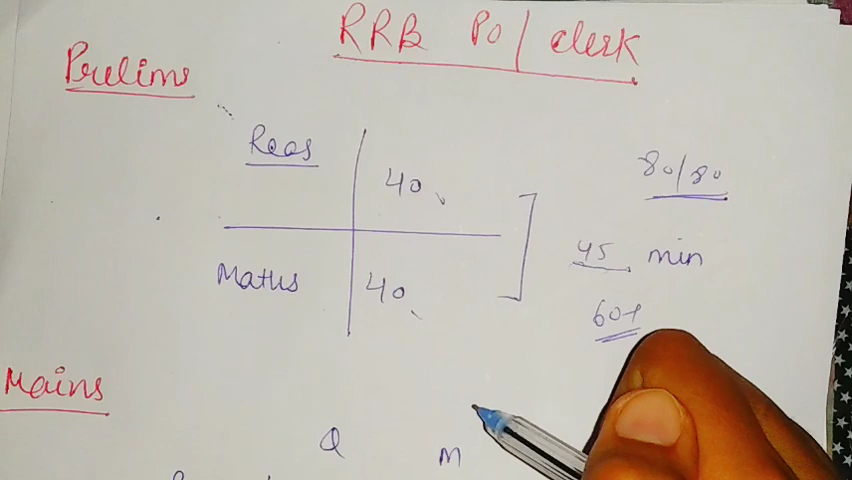 RRB PO / clerk
Prelims
Reas 40
80/80
45 min
Maths 40
60+
Mains
Q M